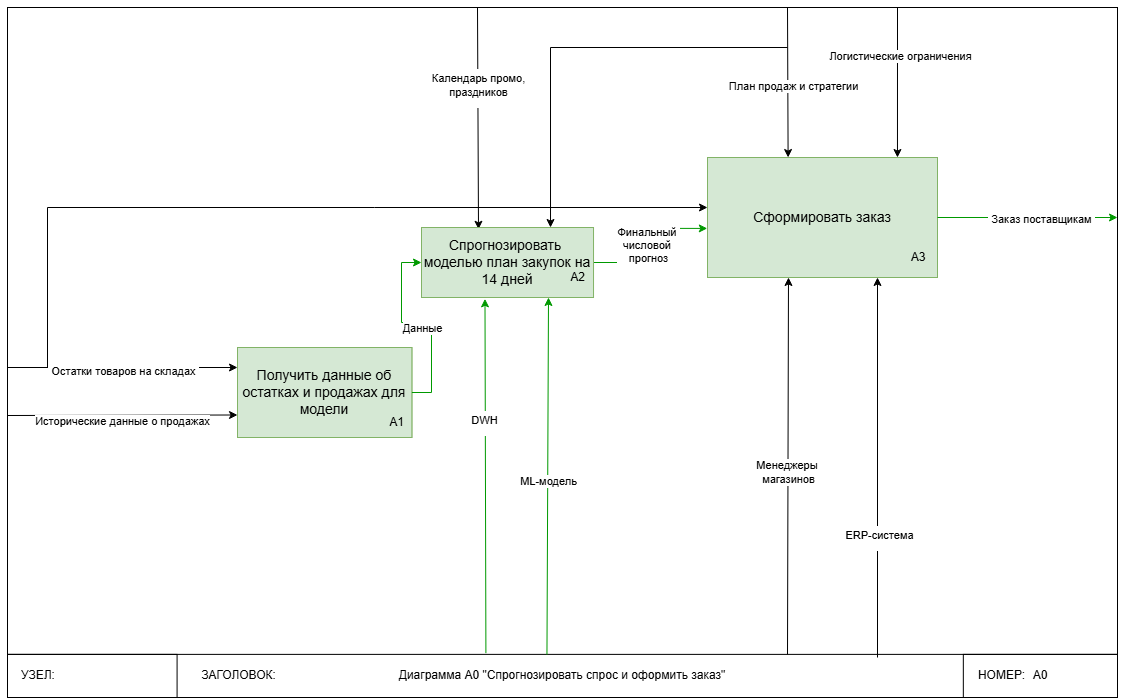 Логистические ограничения
Календарь промо,
праздников
План продаж и стратегии
Сформировать заказ
A3
Заказ поставщикам
Финальный
числовой
прогноз
Спрогнозировать
моделью план закупок на
14 дней
A2
Данные
Остатки товаров на складах
Исторические данные о продажах
Получить данные об
остатках и продажах для
модели
A1
DWH
ML-модель
Менеджеры
магазинов
ERP-система
УЗЕЛ:
ЗАГОЛОВОК:
Диаграмма A0 "Спрогнозировать спрос и оформить заказ"
НОМЕР: A0